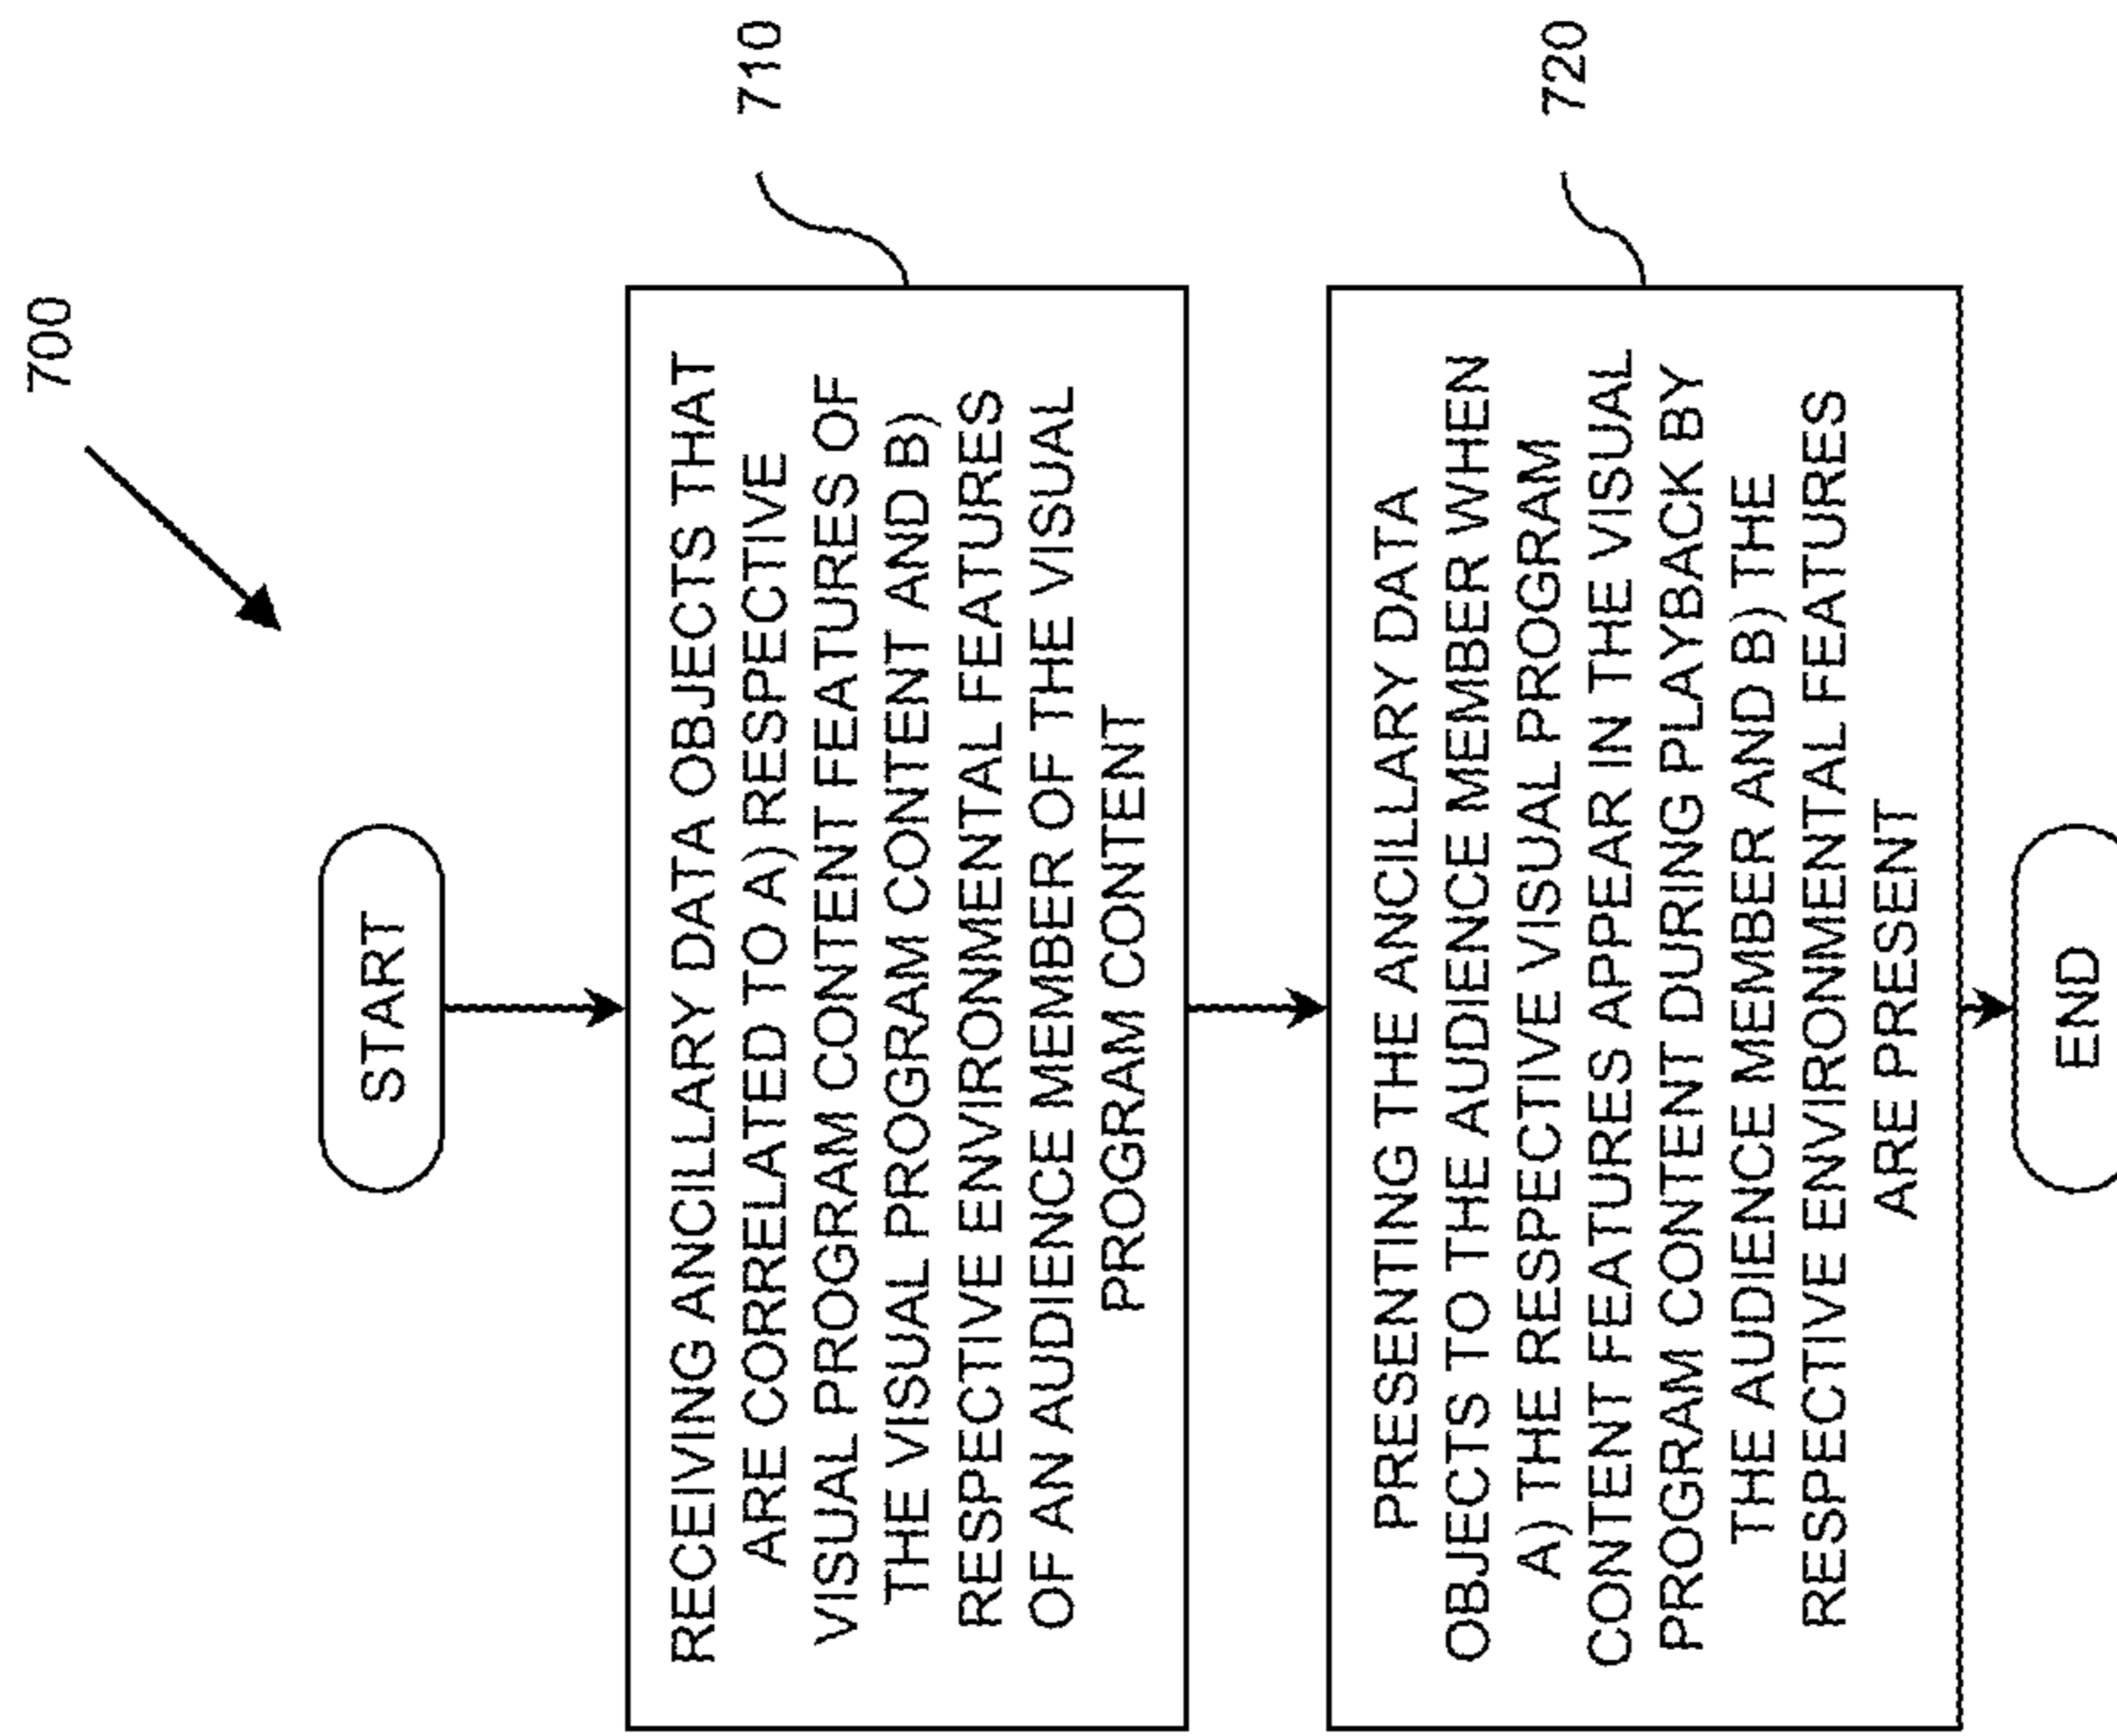 700
START
RECEIVING ANCILLARY DATA OBJECTS THAT
ARE CORRELATED TO A) RESPECTIVE
VISUAL PROGRAM CONTENT FEATURES OF
THE VISUAL PROGRAM CONTENT AND B)
RESPECTIVE ENVIRONMENTAL FEATURES
OF AN AUDIENCE MEMBER OF THE VISUAL
PROGRAM CONTENT
710
PRESENTING THE ANCILLARY DATA
OBJECTS TO THE AUDIENCE MEMBER WHEN
A) THE RESPECTIVE VISUAL PROGRAM
CONTENT FEATURES APPEAR IN THE VISUAL
PROGRAM CONTENT DURING PLAYBACK BY
THE AUDIENCE MEMBER AND B) THE
RESPECTIVE ENVIRONMENTAL FEATURES
ARE PRESENT
720
END